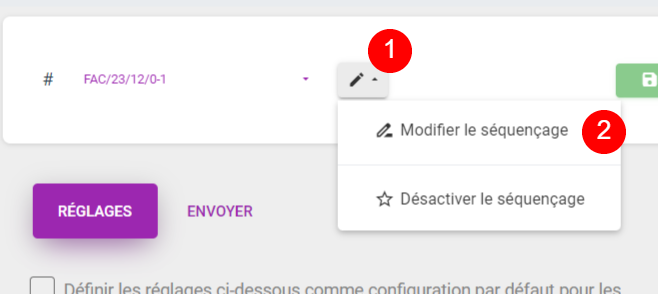 1
# FAC/23/12/0-1
Modifier le séquençage 2
Désactiver le séquençage
RÉGLAGES ENVOYER
Définir les réglages ci-dessous comme configuration par défaut pour les